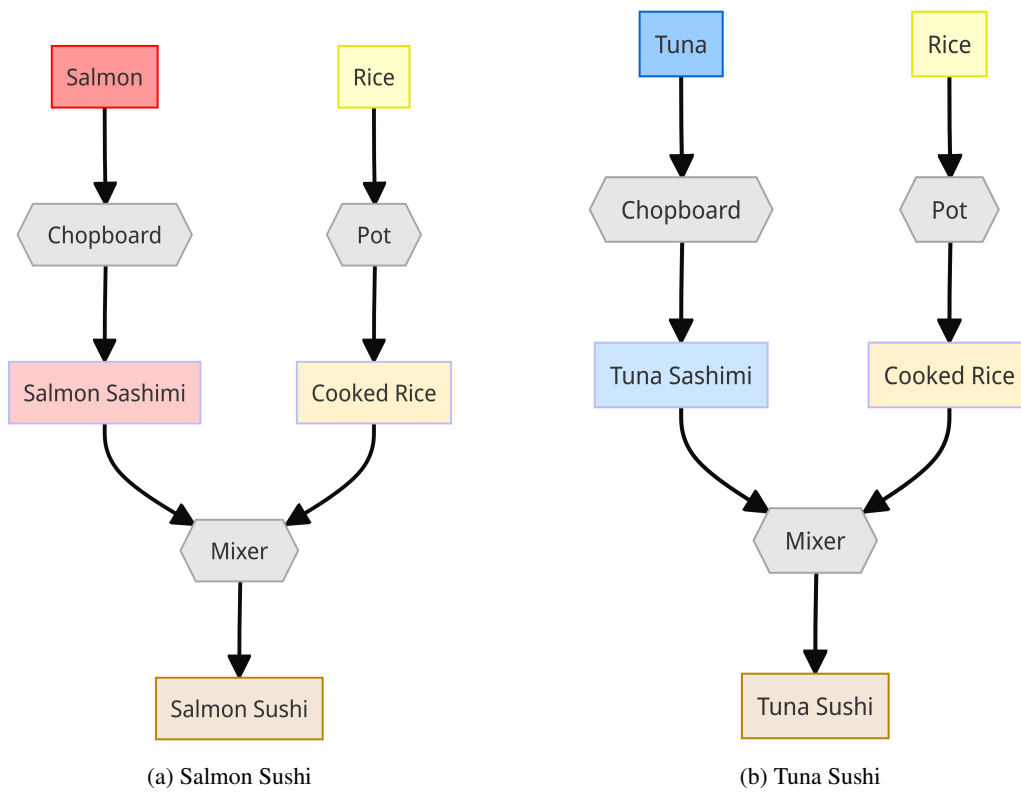 Salmon
Rice
Chopboard
Pot
Salmon Sashimi
Cooked Rice
Mixer
Salmon Sushi
(a) Salmon Sushi
Tuna
Rice
Chopboard
Pot
Tuna Sashimi
Cooked Rice
Mixer
Tuna Sushi
(b) Tuna Sushi